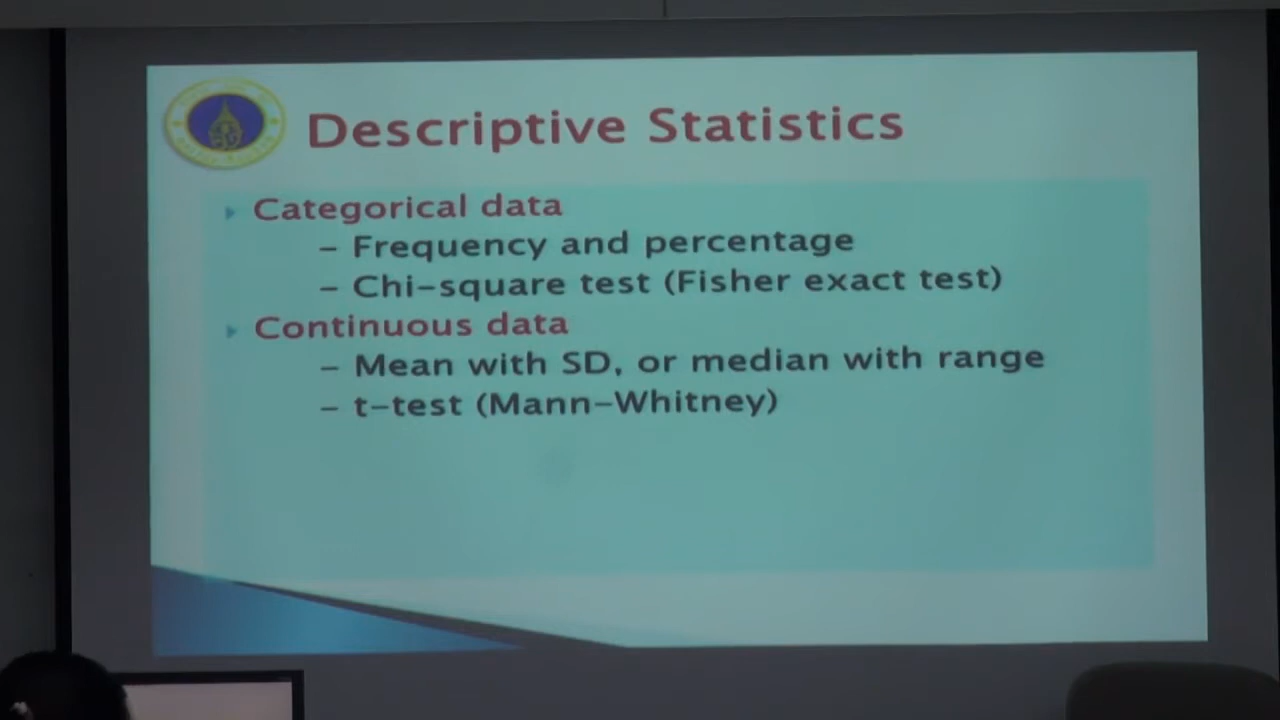 Descriptive Statistics
Categorical data
– Frequency and percentage
– Chi-square test (Fisher exact test)
Continuous data
– Mean with SD, or median with range
– t-test (Mann-Whitney)